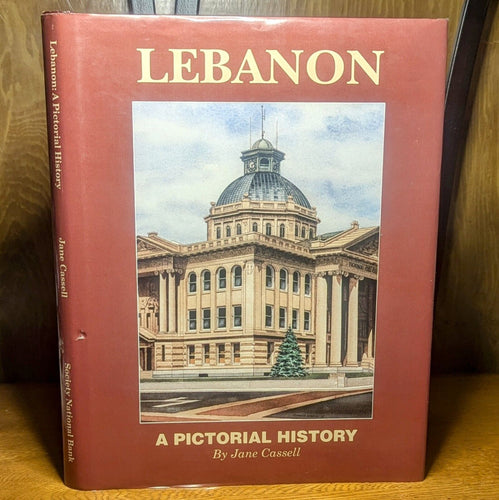 LEBANON
A PICTORIAL HISTORY
By Jane Cassell
Lebanon: A Pictorial History
Jane Cassell
Society National Bank